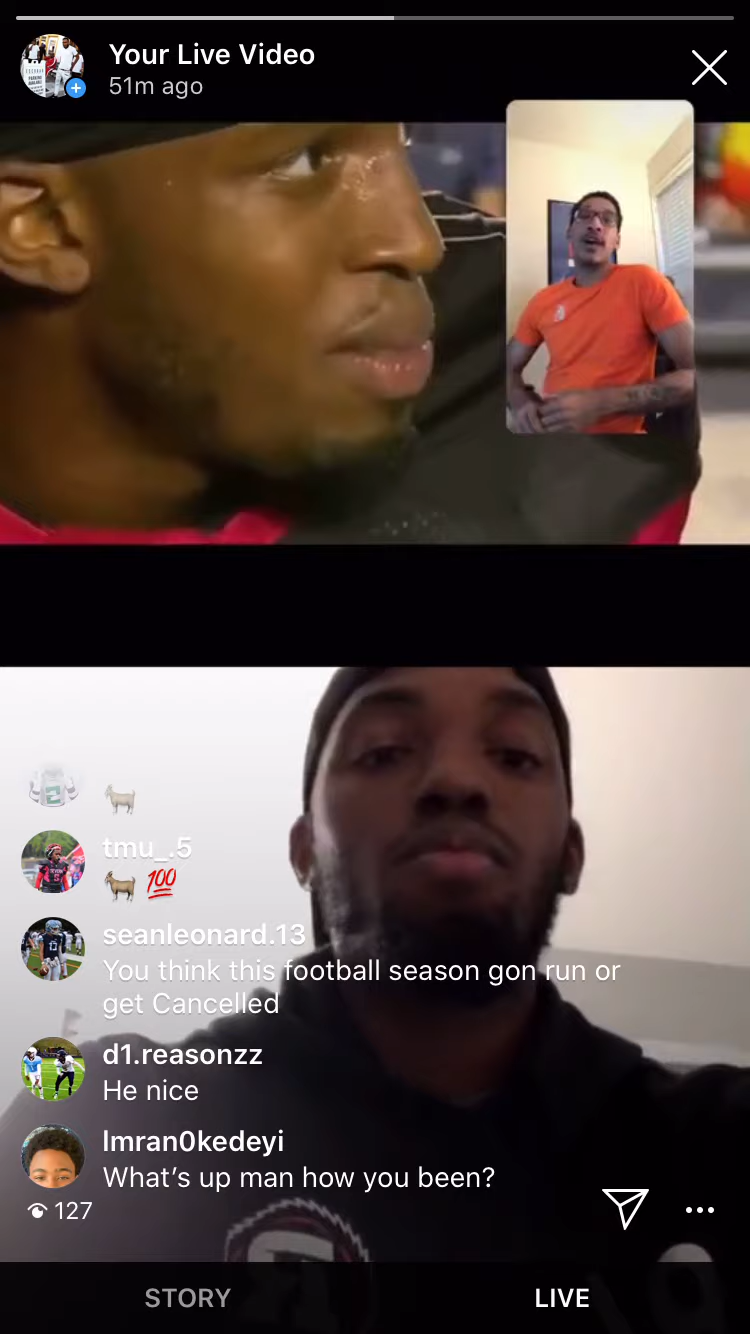 Your Live Video
51m ago
🐐
tmu_.5
🐐 💯
seanleonard.13
You think this football season gon run or
get Cancelled
d1.reasonzz
He nice
Imran0kedeyi
What's up man how you been?
127
STORY
LIVE